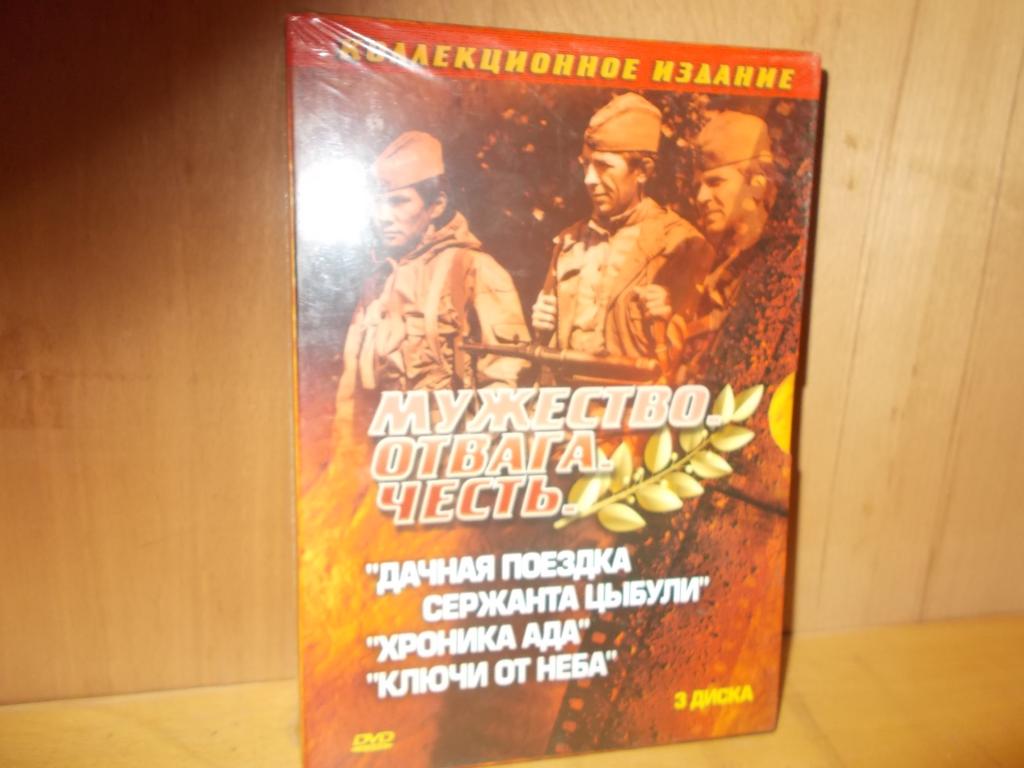 КОЛЛЕКЦИОННОЕ ИЗДАНИЕ
МУЖЕСТВО.
ОТВАГА.
ЧЕСТЬ.
"ДАЧНАЯ ПОЕЗДКА
СЕРЖАНТА ЦЫБУЛИ"
"ХРОНИКА АДА"
"КЛЮЧИ ОТ НЕБА"
3 ДИСКА
DVD